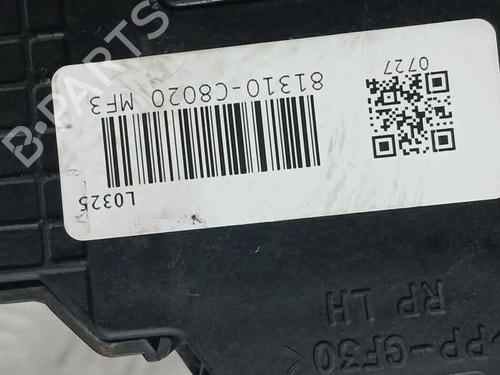 0727
81310-C8020 MF3
L0325
RP LH
>PP-GF30<
B-PARTS